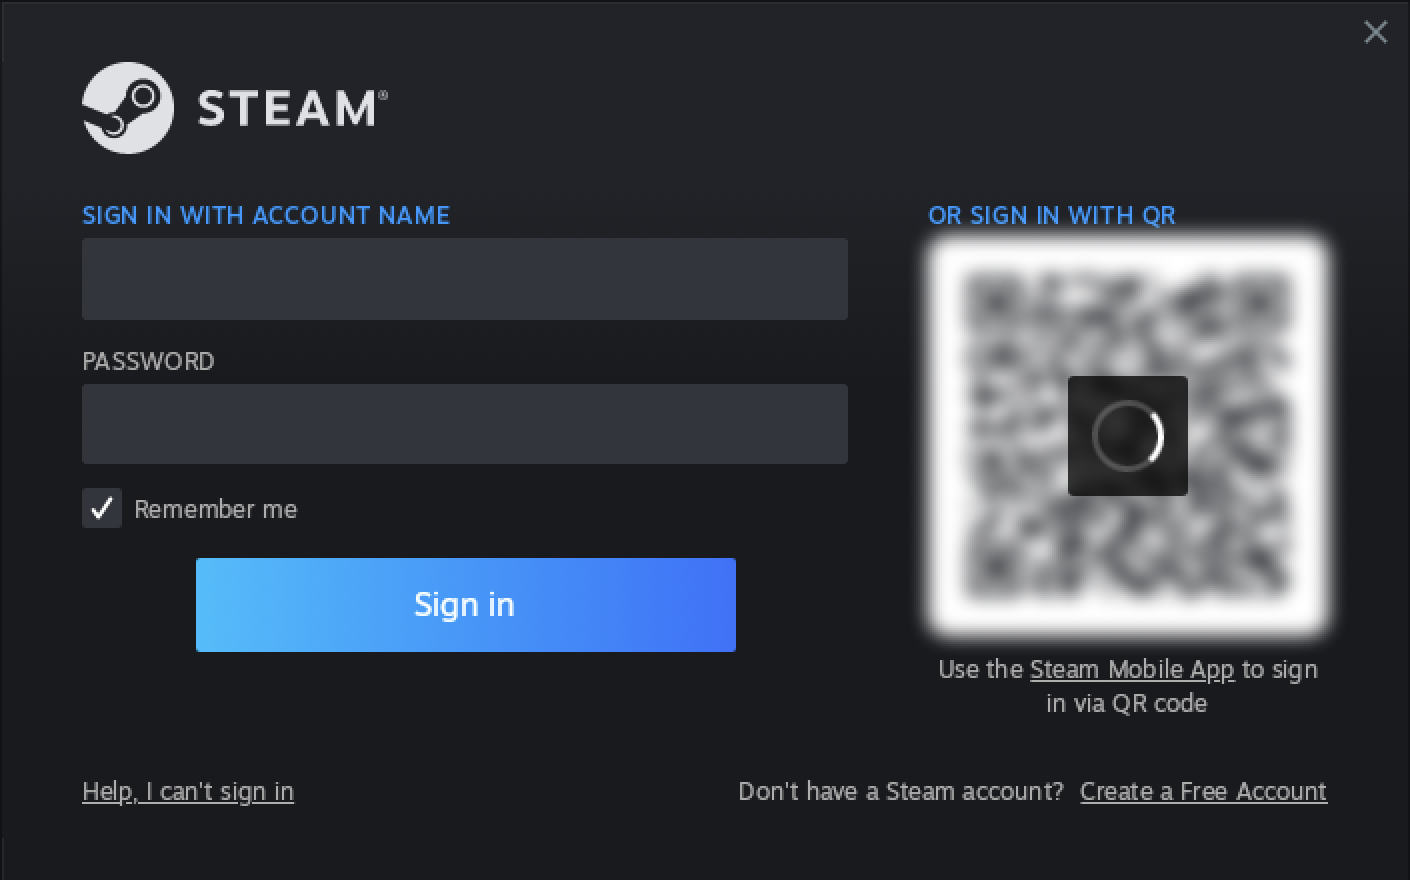 STEAM®
SIGN IN WITH ACCOUNT NAME
PASSWORD
Remember me
Sign in
OR SIGN IN WITH QR
Use the Steam Mobile App to sign
in via QR code
Help, I can't sign in
Don't have a Steam account? Create a Free Account